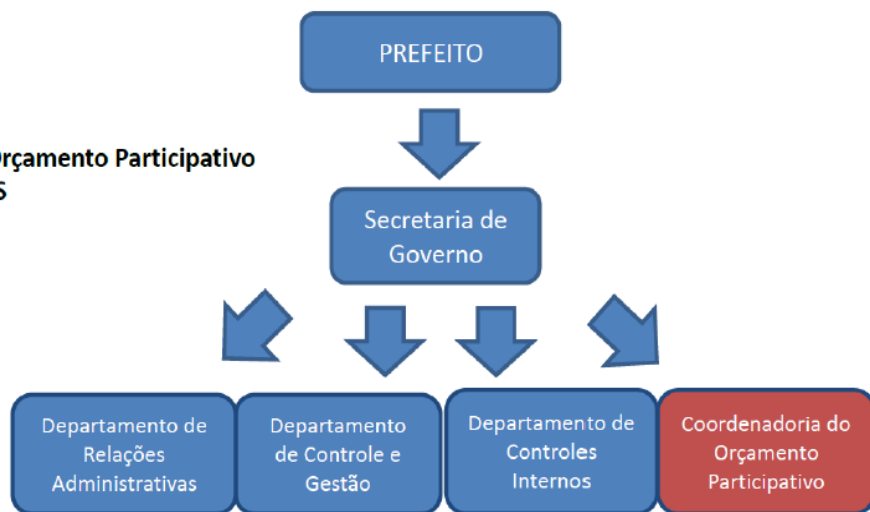 PREFEITO
Orçamento Participativo
S
Secretaria de
Governo
Departamento de
Relações
Administrativas
Departamento
de Controle e
Gestão
Departamento de
Controles
Internos
Coordenadoria do
Orçamento
Participativo